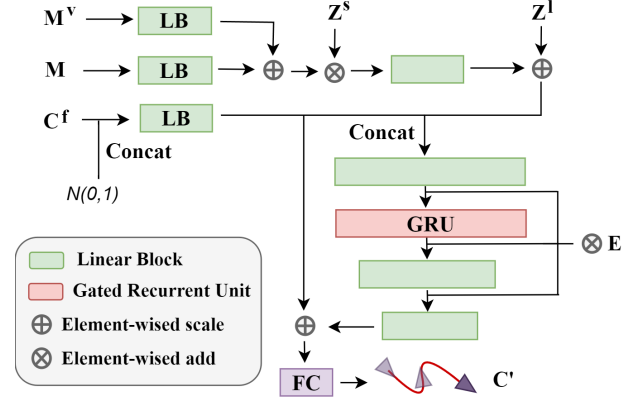 M^v LB Z^s Z^l
M LB
C^f LB
Concat Concat
N(0,1)
GRU
E
Linear Block
Gated Recurrent Unit
Element-wised scale
Element-wised add
FC C'